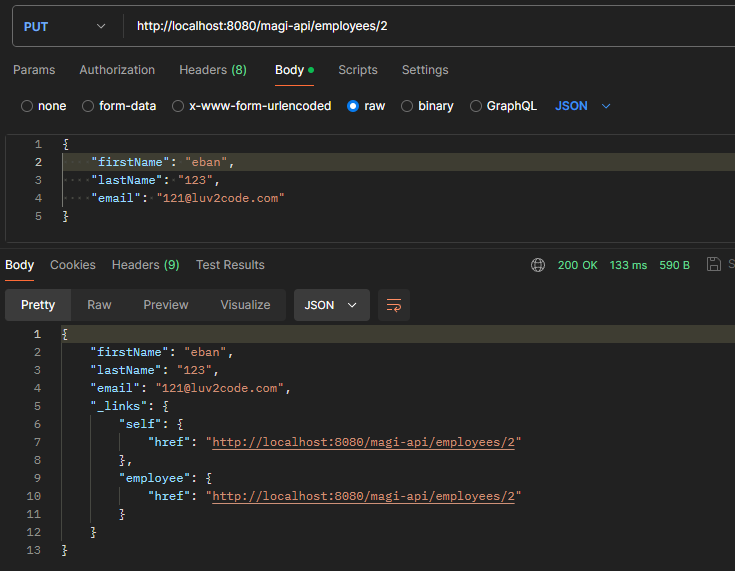 PUT http://localhost:8080/magi-api/employees/2
Params Authorization Headers (8) Body Scripts Settings
none form-data x-www-form-urlencoded raw binary GraphQL JSON
1 {
2 "firstName": "eban",
3 "lastName": "123",
4 "email": "121@luv2code.com"
5 }
Body Cookies Headers (9) Test Results 200 OK 133 ms 590 B S
Pretty Raw Preview Visualize JSON
1 {
2 "firstName": "eban",
3 "lastName": "123",
4 "email": "121@luv2code.com",
5 "_links": {
6 "self": {
7 "href": "http://localhost:8080/magi-api/employees/2"
8 },
9 "employee": {
10 "href": "http://localhost:8080/magi-api/employees/2"
11 }
12 }
13 }